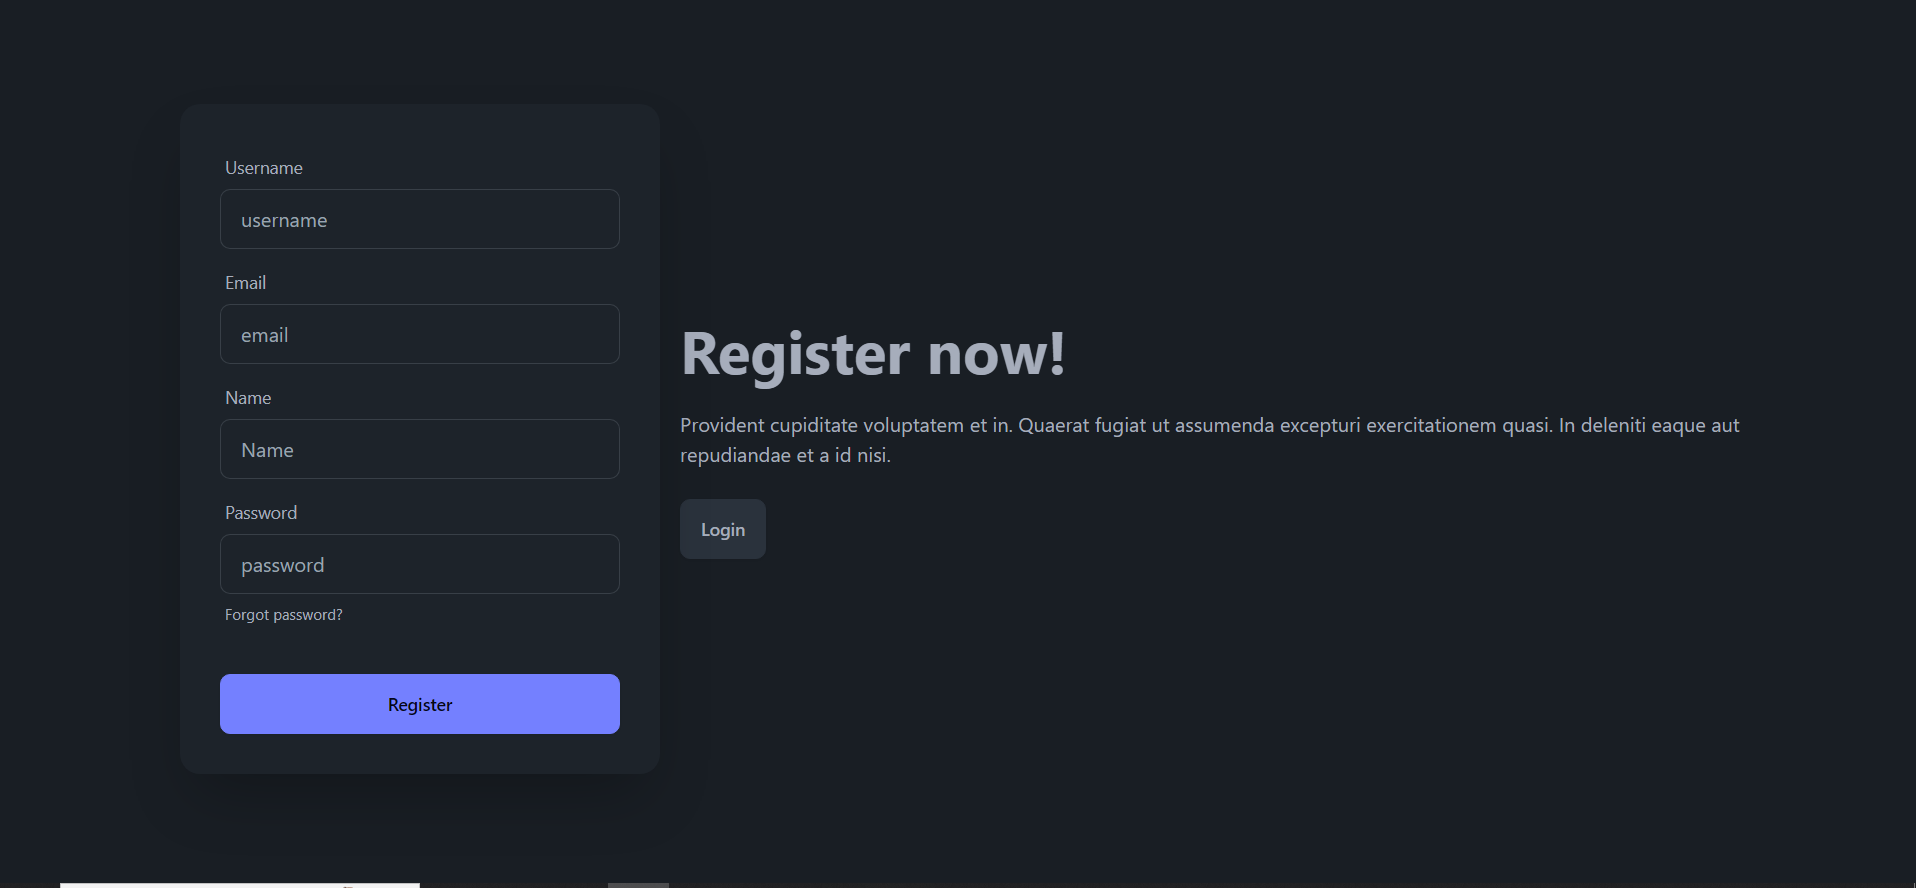 Username
username
Email
email
Name
Name
Password
password
Forgot password?
Register
Register now!
Provident cupiditate voluptatem et in. Quaerat fugiat ut assumenda excepturi exercitationem quasi. In deleniti eaque aut
repudiandae et a id nisi.
Login